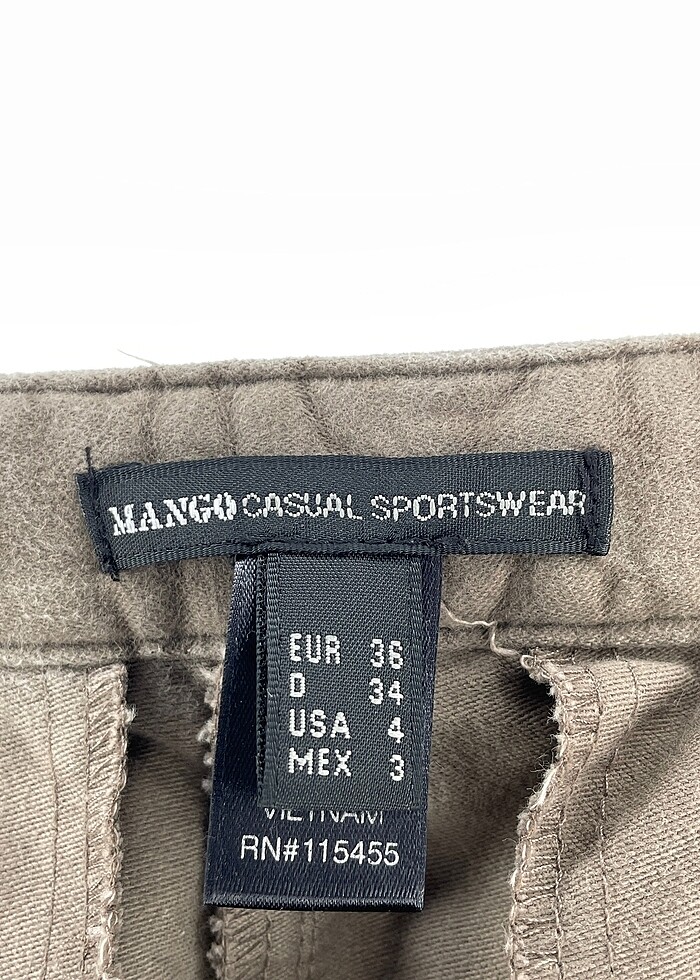 MANGO CASUAL SPORTSWEAR
EUR 36
D 34
USA 4
MEX 3
VIETNAM
RN#115455